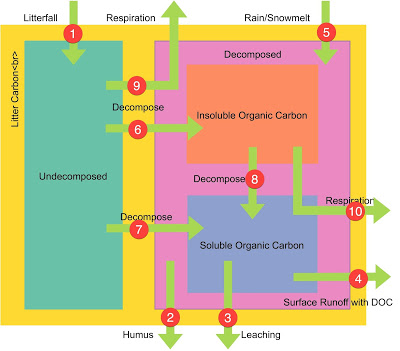 Litterfall
Respiration
Rain/Snowmelt
1
5
Litter Carbon<br>
Decomposed
9
Decompose
Insoluble Organic Carbon
6
Undecomposed
Decompose
8
Respiration
10
Decompose
7
Soluble Organic Carbon
4
Surface Runoff with DOC
2
3
Humus
Leaching